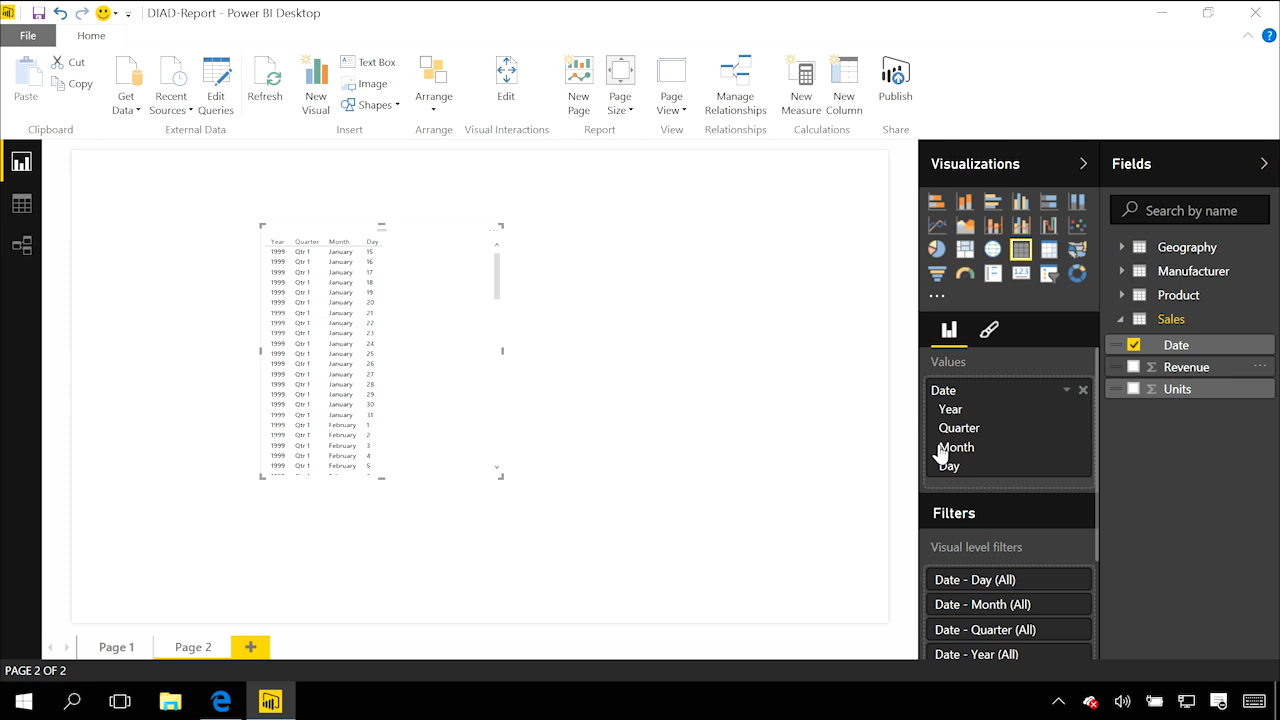 DIAD-Report - Power BI Desktop
File
Home
Paste
Cut
Copy
Clipboard
Get Data
Recent Sources
Edit Queries
Refresh
External Data
New Visual
Text Box
Image
Shapes
Insert
Arrange
Arrange
Edit
Visual Interactions
New Page
Page Size
Report
Page View
View
Manage Relationships
Relationships
New Measure
New Column
Calculations
Publish
Share
Year Quarter Month Day
1999 Qtr 1 January 15
1999 Qtr 1 January 16
1999 Qtr 1 January 17
1999 Qtr 1 January 18
1999 Qtr 1 January 19
1999 Qtr 1 January 20
1999 Qtr 1 January 21
1999 Qtr 1 January 22
1999 Qtr 1 January 23
1999 Qtr 1 January 24
1999 Qtr 1 January 25
1999 Qtr 1 January 26
1999 Qtr 1 January 27
1999 Qtr 1 January 28
1999 Qtr 1 January 29
1999 Qtr 1 January 30
1999 Qtr 1 January 31
1999 Qtr 1 February 1
1999 Qtr 1 February 2
1999 Qtr 1 February 3
1999 Qtr 1 February 4
1999 Qtr 1 February 5
Visualizations
Values
Date
Year
Quarter
Month
Day
Filters
Visual level filters
Date - Day (All)
Date - Month (All)
Date - Quarter (All)
Date - Year (All)
Fields
Search by name
Geography
Manufacturer
Product
Sales
Date
Σ Revenue
Σ Units
Page 1
Page 2
PAGE 2 OF 2